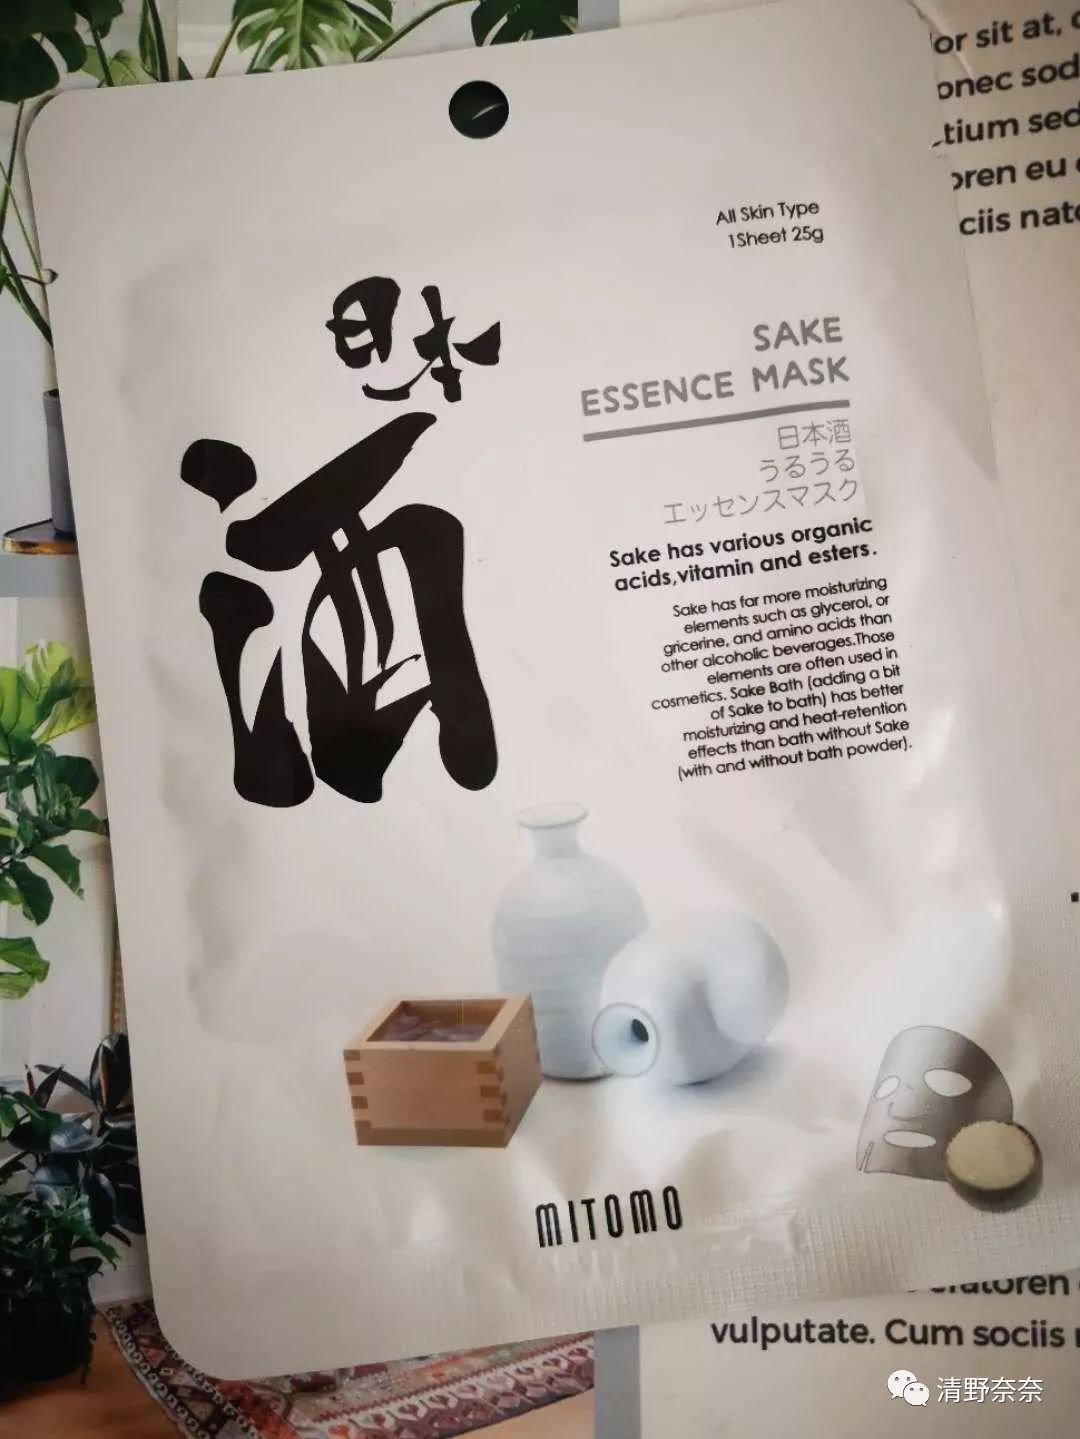 or sit at,
onec sod
tium sed
oren eu
ciis nato
All Skin Type
1Sheet 25g
日本
酒
SAKE
ESSENCE MASK
日本酒
うるうる
エッセンスマスク
Sake has various organic
acids,vitamin and esters.
Sake has far more moisturizing
elements such as glycerol, or
gricerine, and amino acids than
other alcoholic beverages.Those
elements are often used in
cosmetics. Sake Bath (adding a bit
of Sake to bath) has better
moisturizing and heat-retention
effects than bath without Sake
(with and without bath powder).
MITOMO
vulputate. Cum sociis
清野奈奈